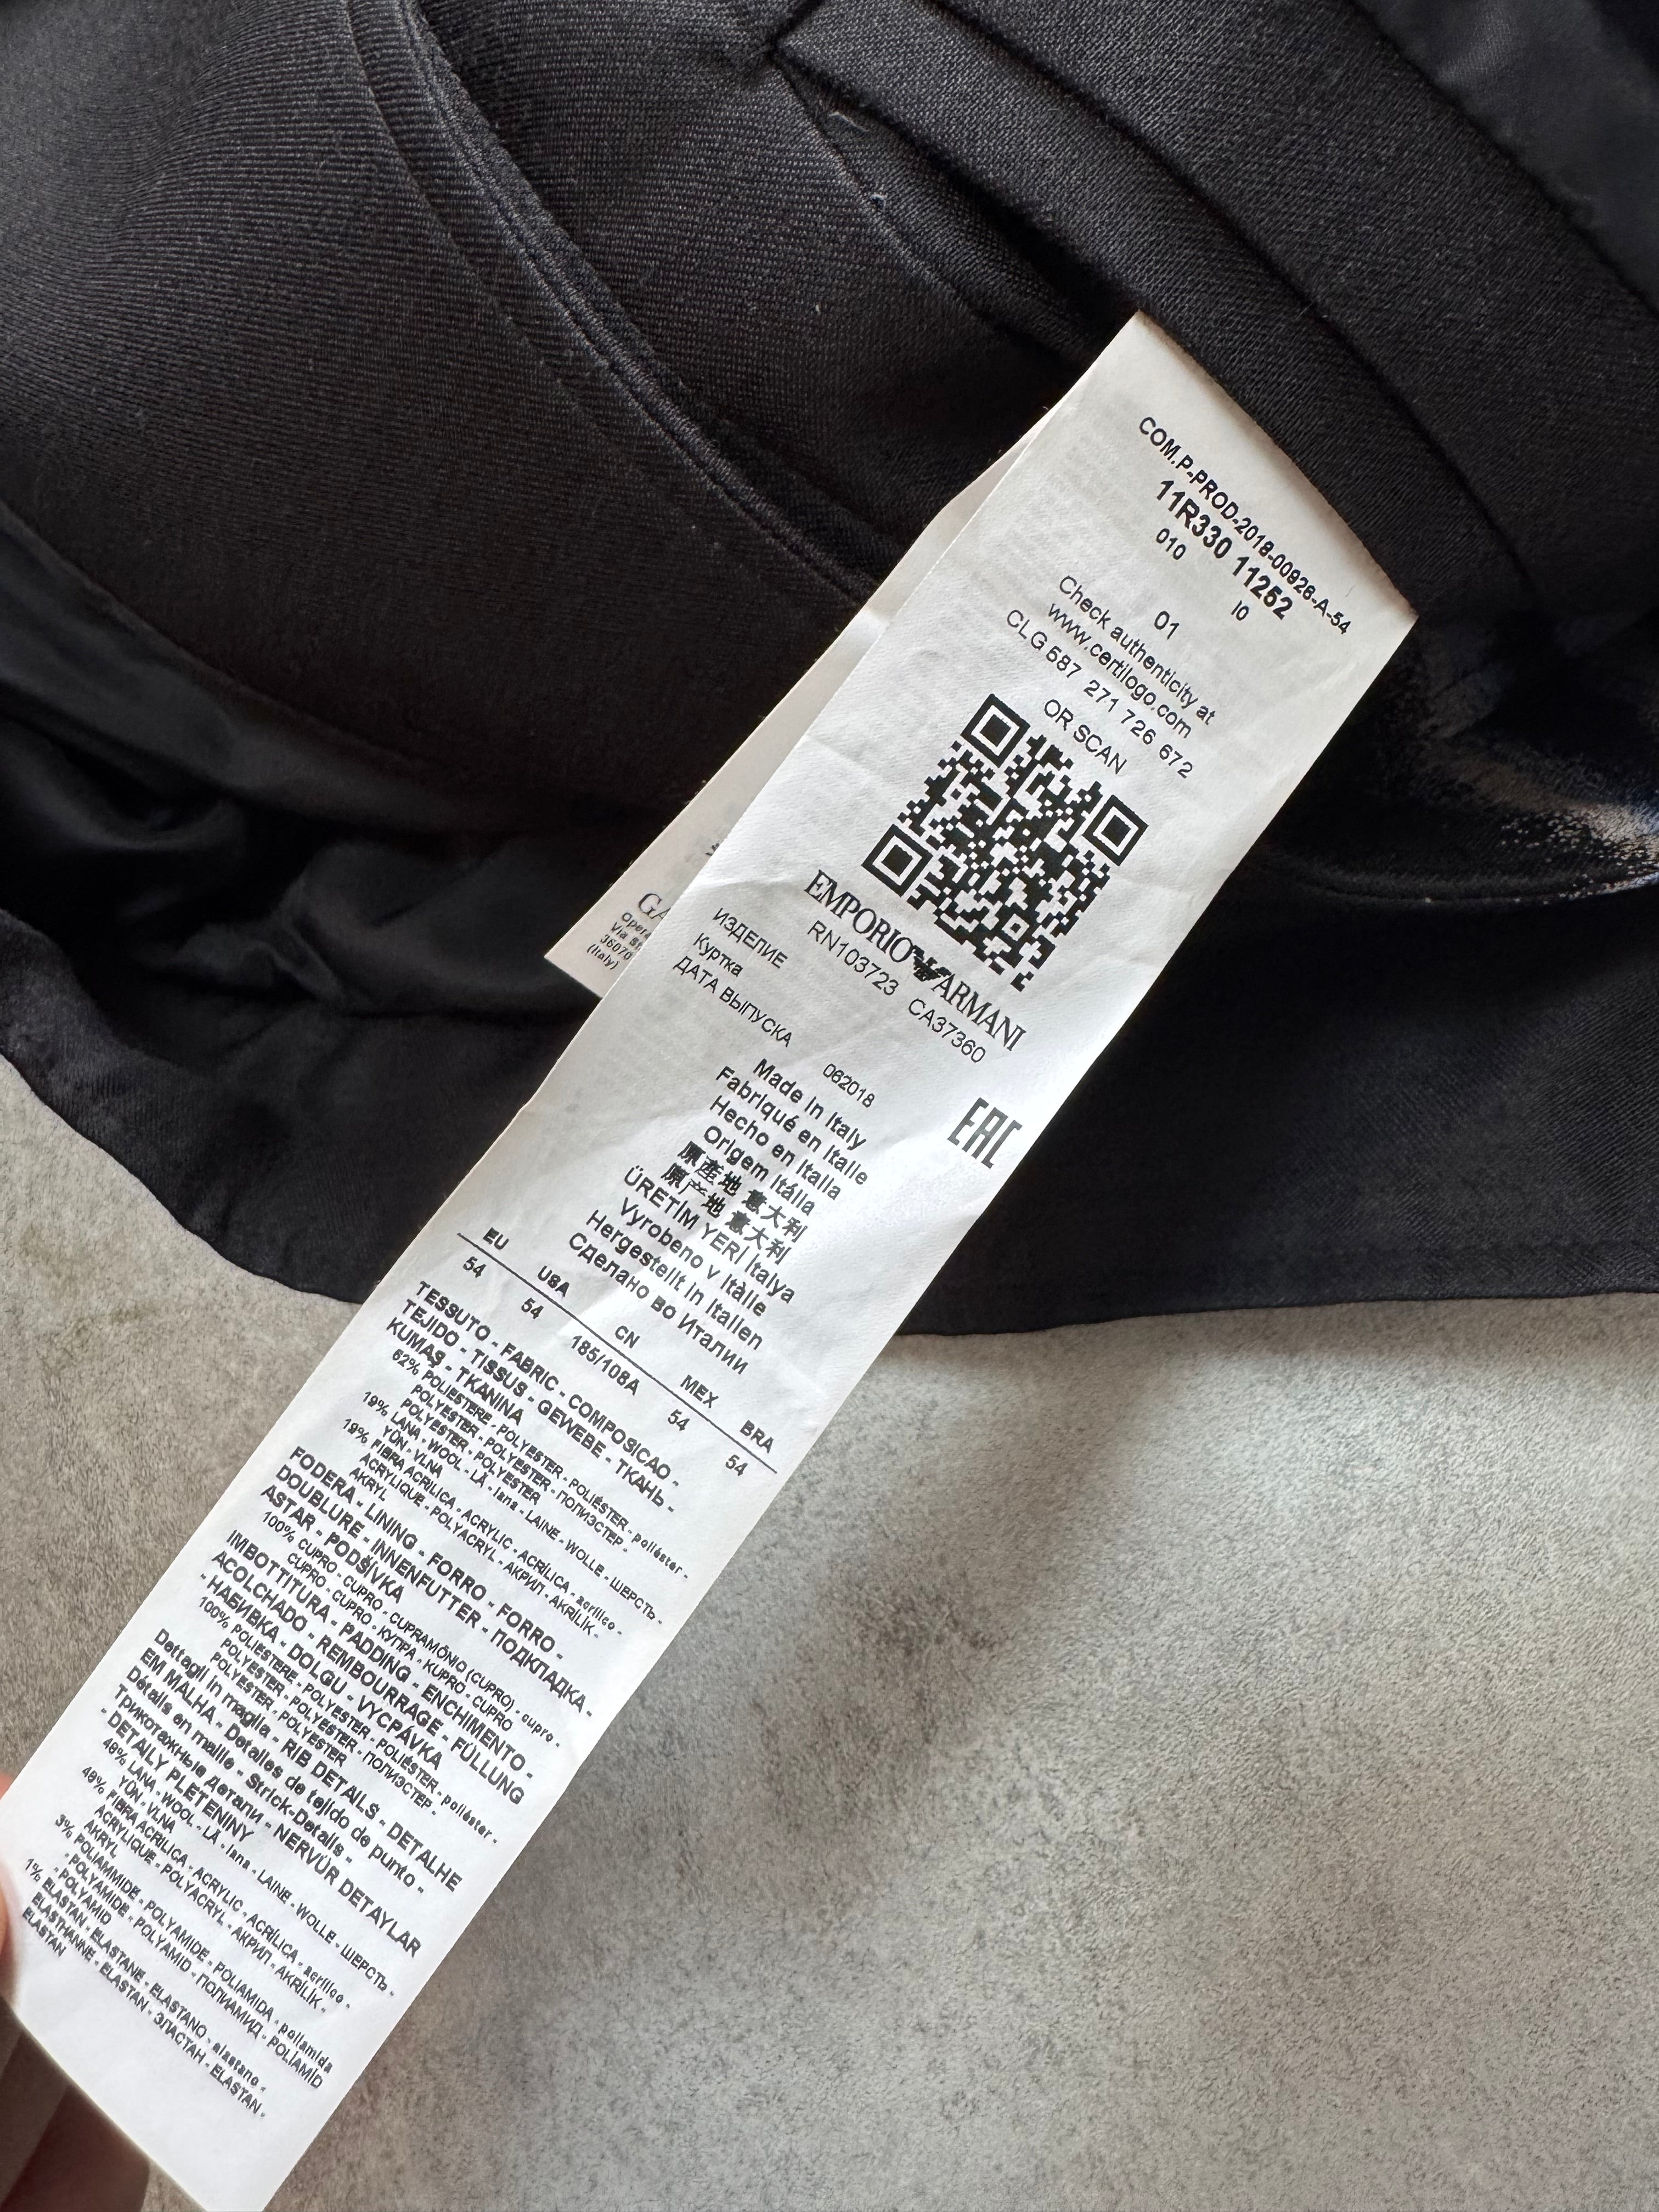 COM.P-PROD-2018-00926-A-54
11R330 11252
010 I0
01
Check authenticity at
www.certilogo.com
CLG 587 271 726 672
OR SCAN
EMPORIO ARMANI
RN103723 CA37360
ИЗДЕЛИЕ
Куртка
ДАТА ВЫПУСКА 062018
EAC
Made in Italy
Fabriqué en Italie
Hecho en Italia
Origem Itália
原產地 意大利
原产地 意大利
ÜRETİM YERİ İtalya
Vyrobeno v Itálie
Hergestellt in Italien
Сделано во Италии
EU USA CN MEX BRA
54 54 185/108A 54 54
TESSUTO - FABRIC - COMPOSICAO -
TEJIDO - TISSUS - GEWEBE - ТКАНЬ -
KUMAŞ - TKANINA
62% POLIESTERE - POLYESTER - POLIÉSTER - poliéster -
POLYESTER - POLYESTER - ПОЛИЭСТЕР -
POLYESTER - POLYESTER
19% LANA - WOOL - LÃ - lana - LAINE - WOLLE - ШЕРСТЬ -
YÜN - VLNA
19% FIBRA ACRILICA - ACRYLIC - ACRÍLICA - acrílico -
ACRYLIQUE - POLYACRYL - АКРИЛ - AKRİLİK -
AKRYL
FODERA - LINING - FORRO - FORRO -
DOUBLURE - INNENFUTTER - ПОДКЛАДКА -
ASTAR - PODŠÍVKA
100% CUPRO - CUPRO - CUPRAMÔNIO (CUPRO) - cupro -
CUPRO - CUPRO - КУПРА - KUPRO - CUPRO
IMBOTTITURA - PADDING - ENCHIMENTO -
ACOLCHADO - REMBOURRAGE - FÜLLUNG
- НАБИВКА - DOLGU - VYCPÁVKA
100% POLIESTERE - POLYESTER - POLIÉSTER - poliéster -
POLYESTER - POLYESTER - ПОЛИЭСТЕР -
POLYESTER - POLYESTER
Dettagli in maglia - RIB DETAILS - DETALHE
EM MALHA - Detalles de tejido de punto -
Détails en maille - Strick-Details -
Трикотажные детали - NERVÜR DETAYLAR
- DETAILY PLETENINY
48% LANA - WOOL - LÃ - lana - LAINE - WOLLE - ШЕРСТЬ -
YÜN - VLNA
48% FIBRA ACRILICA - ACRYLIC - ACRÍLICA - acrílico -
ACRYLIQUE - POLYACRYL - АКРИЛ - AKRİLİK -
AKRYL
3% POLIAMMIDE - POLYAMIDE - POLIAMIDA - poliamida
- POLYAMIDE - POLYAMID - ПОЛИАМИД - POLİAMİD
- POLYAMID
1% ELASTAN - ELASTANE - ELASTANO - elastano -
ELASTHANNE - ELASTAN - ЭЛАСТАН - ELASTAN -
ELASTAN
36070
(Italy)